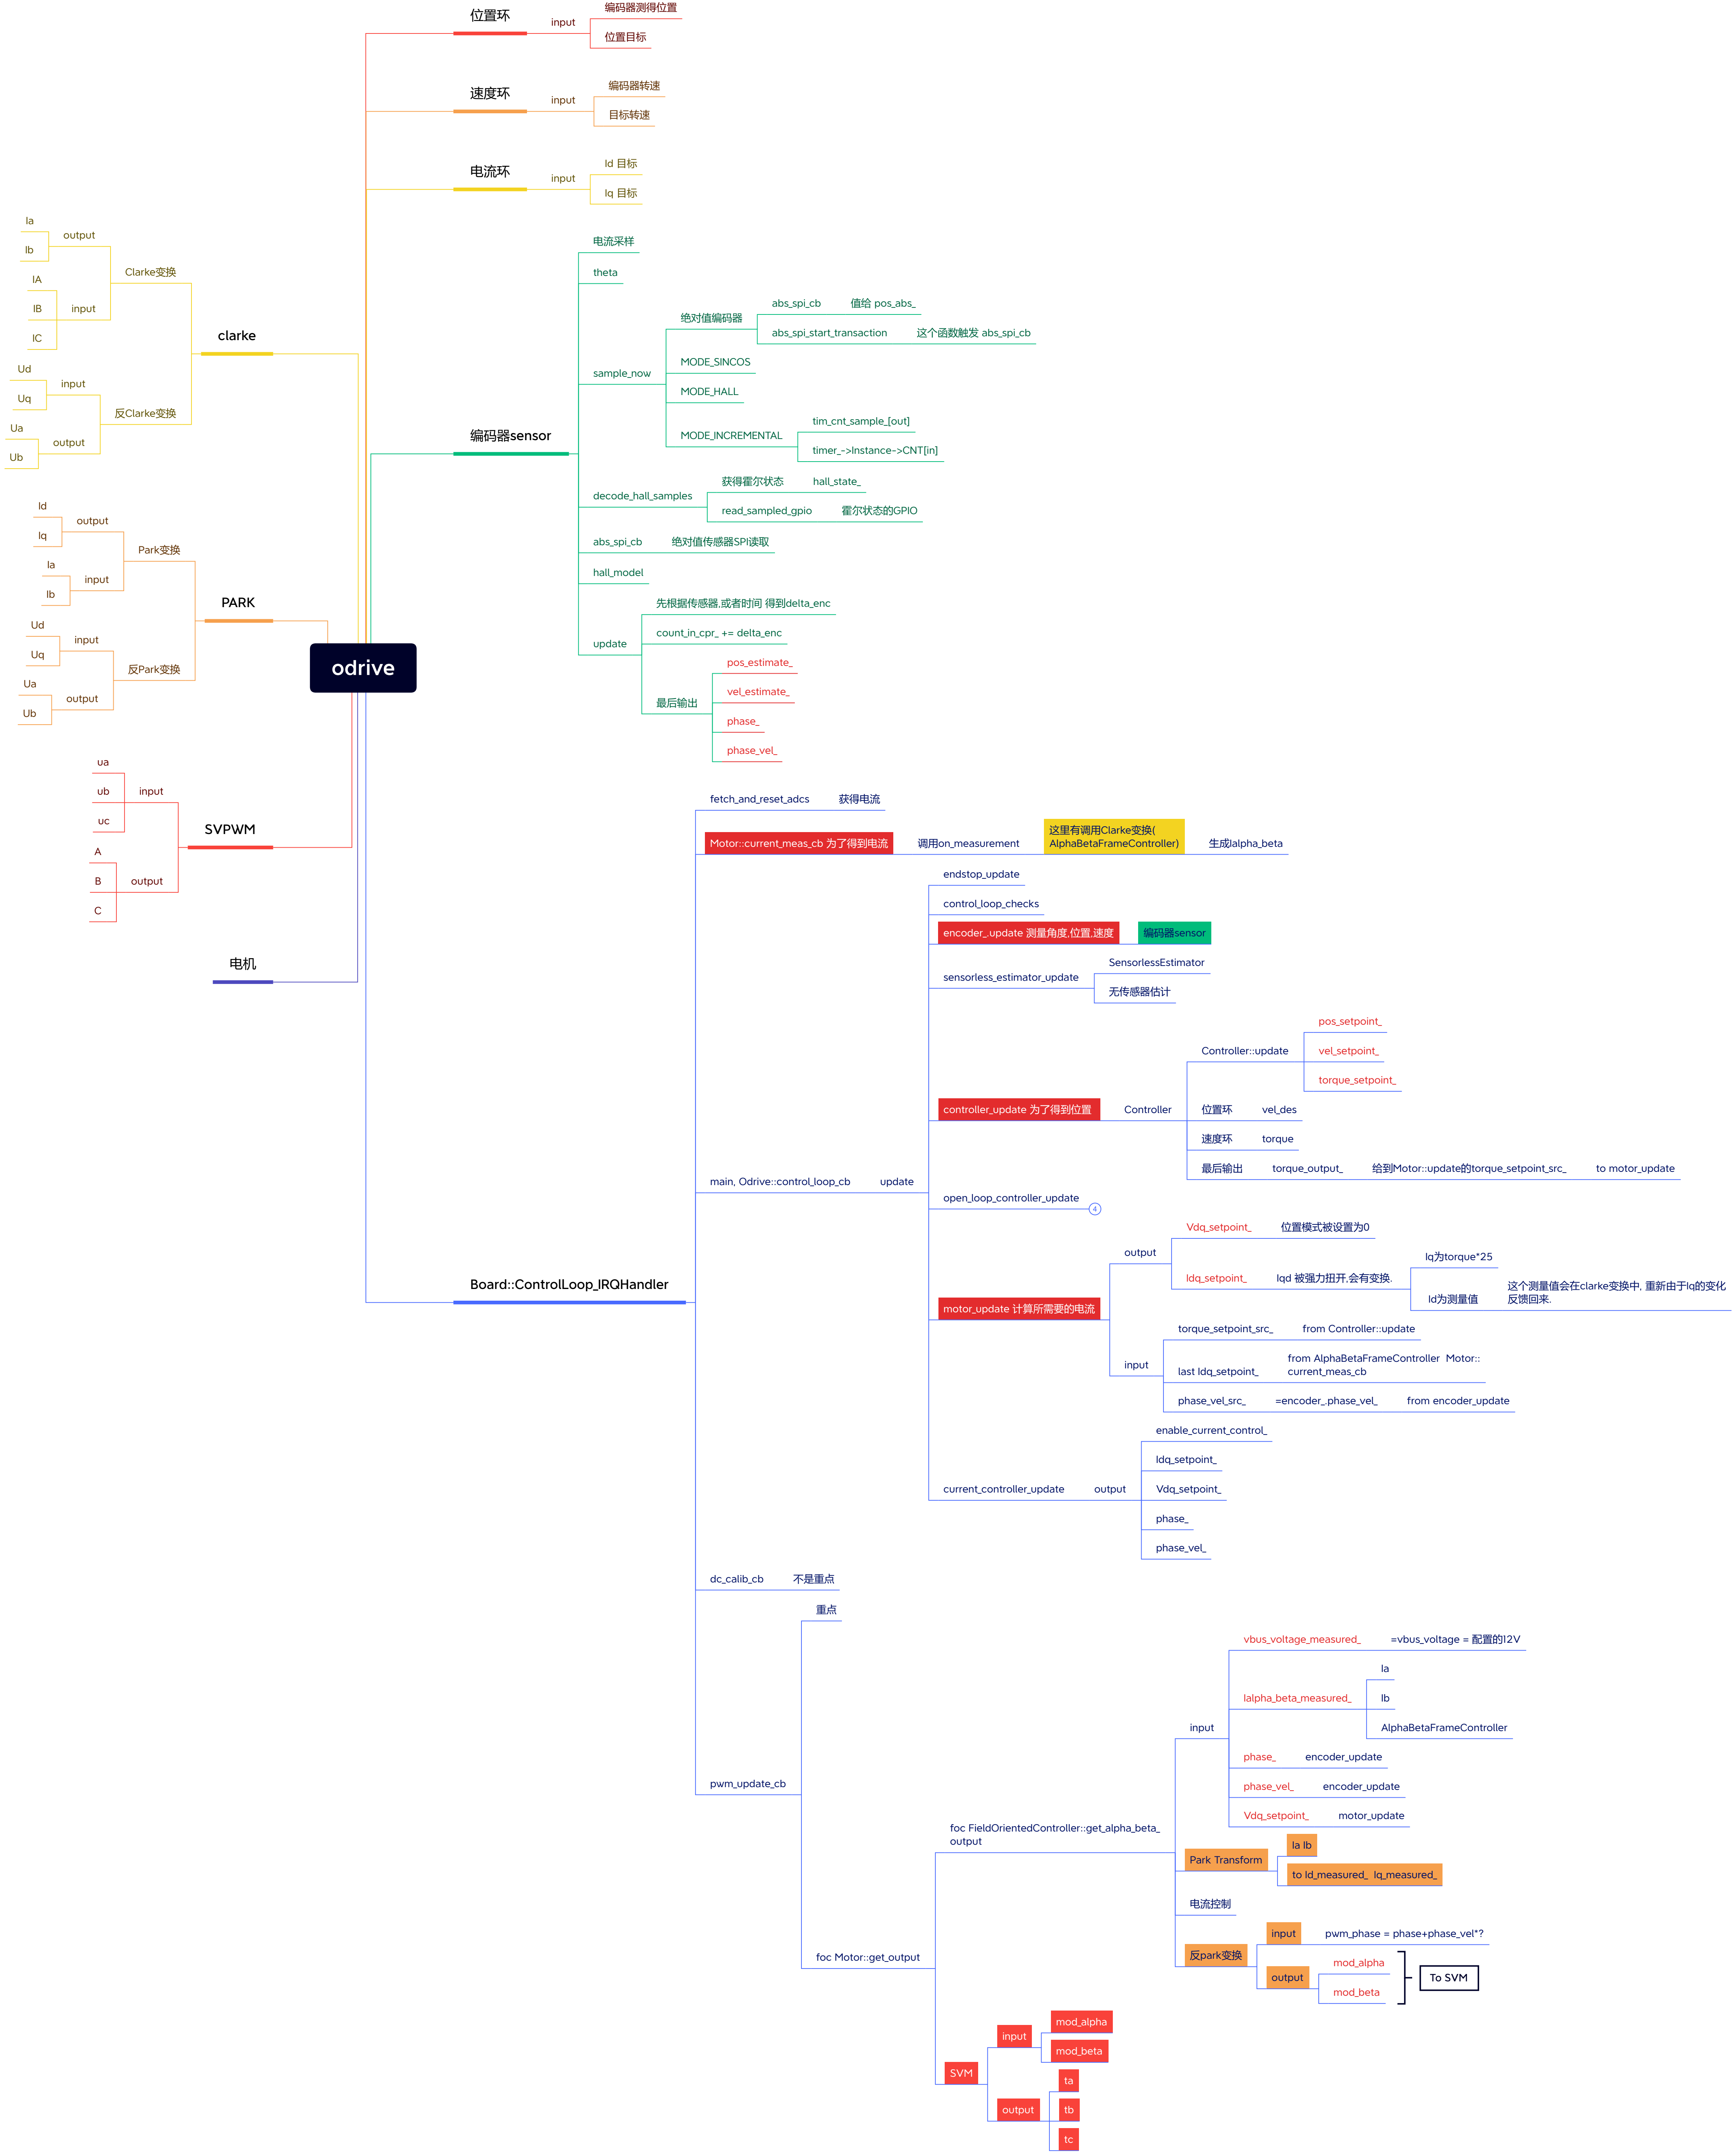 odrive
位置环
input
编码器测得位置
位置目标
速度环
input
编码器转速
目标转速
电流环
input
Id 目标
Iq 目标
编码器sensor
电流采样
theta
sample_now
绝对值编码器
abs_spi_cb
值给 pos_abs_
abs_spi_start_transaction
这个函数触发 abs_spi_cb
MODE_SINCOS
MODE_HALL
MODE_INCREMENTAL
tim_cnt_sample_[out]
timer_->Instance->CNT[in]
decode_hall_samples
获得霍尔状态
hall_state_
read_sampled_gpio
霍尔状态的GPIO
abs_spi_cb
绝对值传感器SPI读取
hall_model
update
先根据传感器,或者时间 得到delta_enc
count_in_cpr_ += delta_enc
最后输出
pos_estimate_
vel_estimate_
phase_
phase_vel_
Board::ControlLoop_IRQHandler
fetch_and_reset_adcs
获得电流
Motor::current_meas_cb 为了得到电流
调用on_measurement
这里有调用Clarke变换(
AlphaBetaFrameController)
生成Ialpha_beta
main, Odrive::control_loop_cb
update
endstop_update
control_loop_checks
encoder_.update 测量角度,位置,速度
编码器sensor
sensorless_estimator_update
SensorlessEstimator
无传感器估计
controller_update 为了得到位置
Controller
Controller::update
pos_setpoint_
vel_setpoint_
torque_setpoint_
位置环
vel_des
速度环
torque
最后输出
torque_output_
给到Motor::update的torque_setpoint_src_
to motor_update
open_loop_controller_update
4
motor_update 计算所需要的电流
output
Vdq_setpoint_
位置模式被设置为0
Idq_setpoint_
Iqd 被强力扭开,会有变换.
Iq为torque*25
Id为测量值
这个测量值会在clarke变换中, 重新由于Iq的变化
反馈回来.
input
torque_setpoint_src_
from Controller::update
last Idq_setpoint_
from AlphaBetaFrameController  Motor::
current_meas_cb
phase_vel_src_
=encoder_.phase_vel_
from encoder_update
current_controller_update
output
enable_current_control_
Idq_setpoint_
Vdq_setpoint_
phase_
phase_vel_
dc_calib_cb
不是重点
pwm_update_cb
重点
foc Motor::get_output
foc FieldOrientedController::get_alpha_beta_
output
input
vbus_voltage_measured_
=vbus_voltage = 配置的12V
Ialpha_beta_measured_
Ia
Ib
AlphaBetaFrameController
phase_
encoder_update
phase_vel_
encoder_update
Vdq_setpoint_
motor_update
Park Transform
Ia Ib
to Id_measured_  Iq_measured_
电流控制
反park变换
input
pwm_phase = phase+phase_vel*?
output
mod_alpha
mod_beta
To SVM
SVM
input
mod_alpha
mod_beta
output
ta
tb
tc
clarke
Clarke变换
output
Ia
Ib
input
IA
IB
IC
反Clarke变换
input
Ud
Uq
output
Ua
Ub
PARK
Park变换
output
Id
Iq
input
Ia
Ib
反Park变换
input
Ud
Uq
output
Ua
Ub
SVPWM
input
ua
ub
uc
output
A
B
C
电机